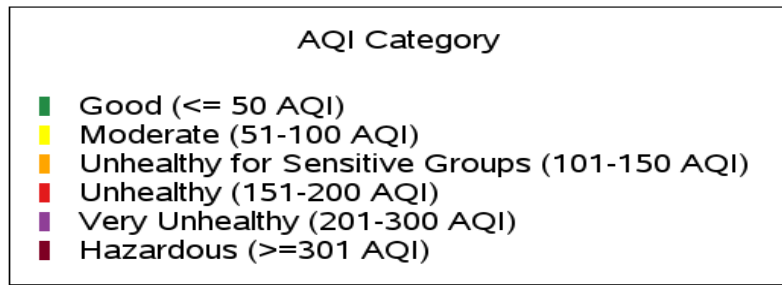 AQI Category
Good (<= 50 AQI)
Moderate (51-100 AQI)
Unhealthy for Sensitive Groups (101-150 AQI)
Unhealthy (151-200 AQI)
Very Unhealthy (201-300 AQI)
Hazardous (>=301 AQI)